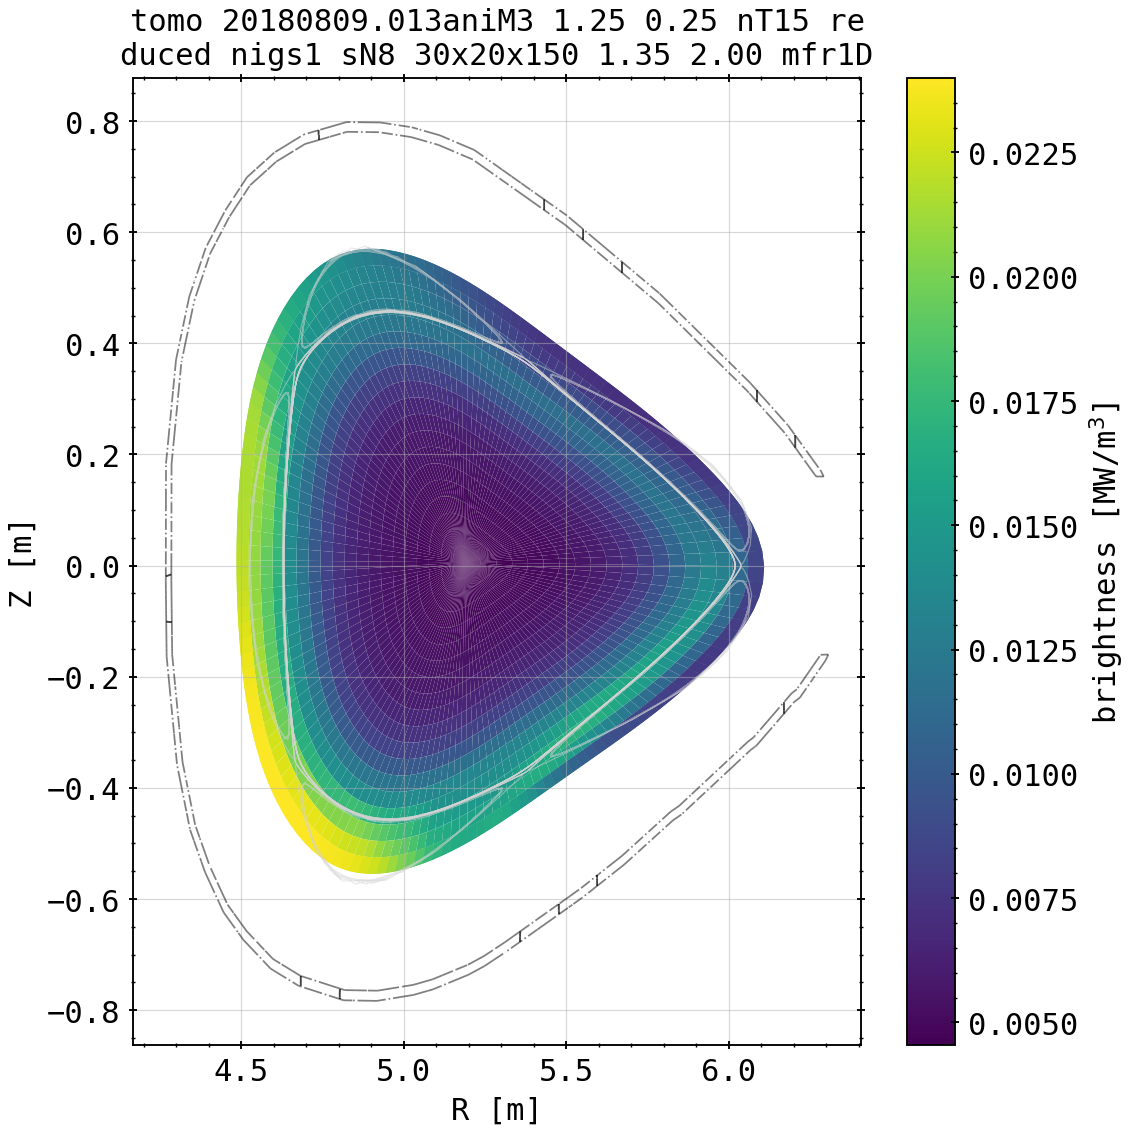 tomo 20180809.013aniM3 1.25 0.25 nT15 re
duced nigs1 sN8 30x20x150 1.35 2.00 mfr1D
0.8
0.6
0.4
0.2
0.0
−0.2
−0.4
−0.6
−0.8
Z [m]
4.5 5.0 5.5 6.0
R [m]
0.0225
0.0200
0.0175
0.0150
0.0125
0.0100
0.0075
0.0050
brightness [MW/m³]